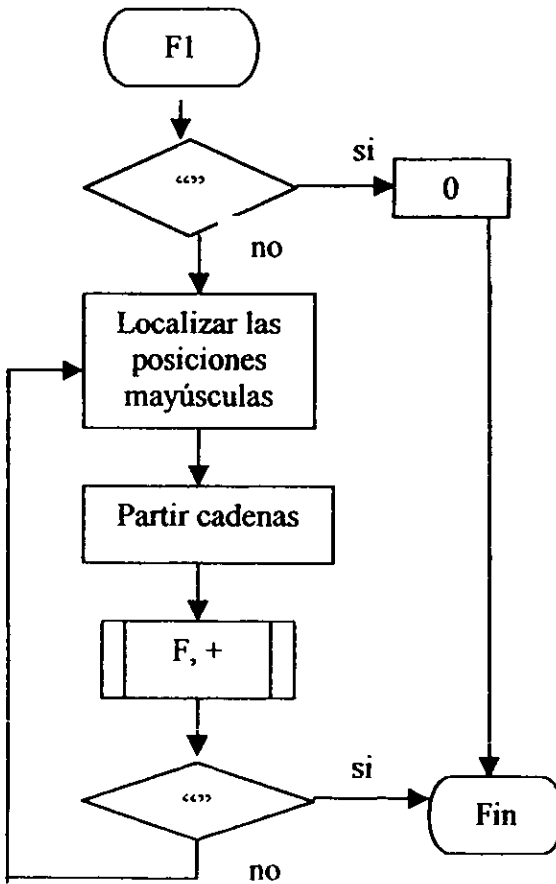 F1
“”
si
0
no
Localizar las
posiciones
mayúsculas
Partir cadenas
F, +
“”
si
Fin
no